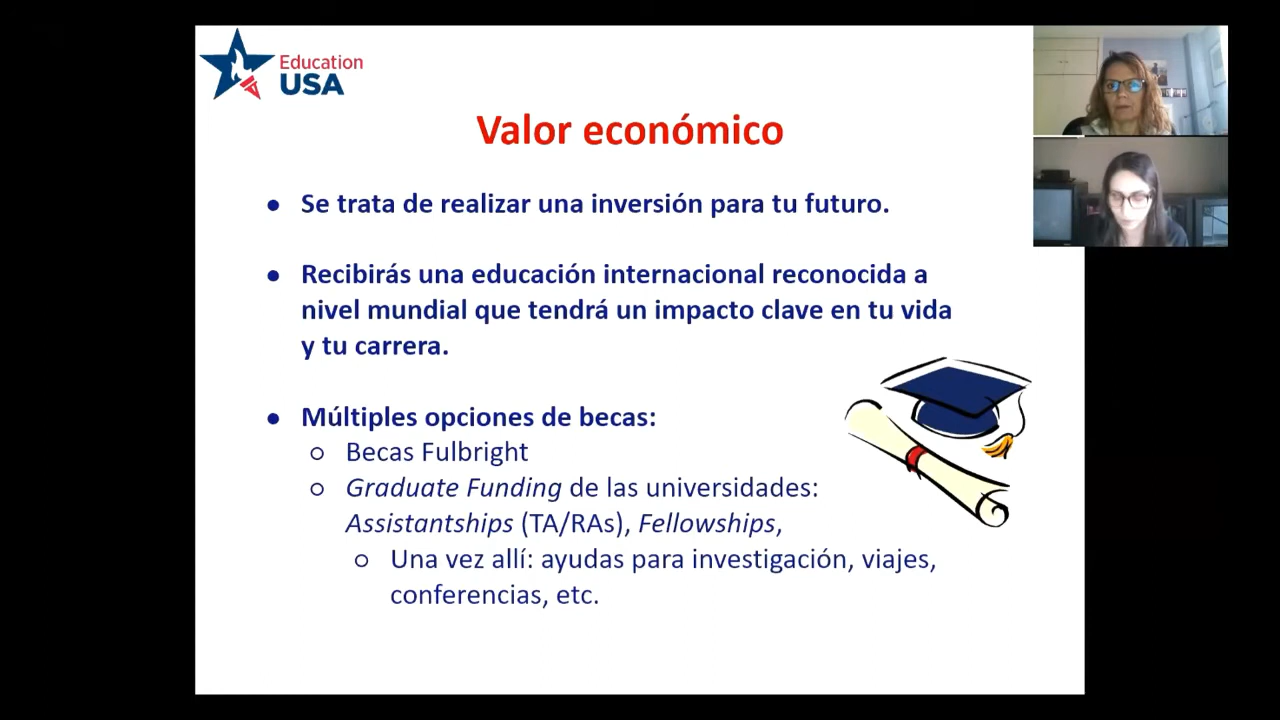 Education
USA
Valor económico
● Se trata de realizar una inversión para tu futuro.
● Recibirás una educación internacional reconocida a
nivel mundial que tendrá un impacto clave en tu vida
y tu carrera.
● Múltiples opciones de becas:
○ Becas Fulbright
○ Graduate Funding de las universidades:
Assistantships (TA/RAs), Fellowships,
○ Una vez allí: ayudas para investigación, viajes,
conferencias, etc.